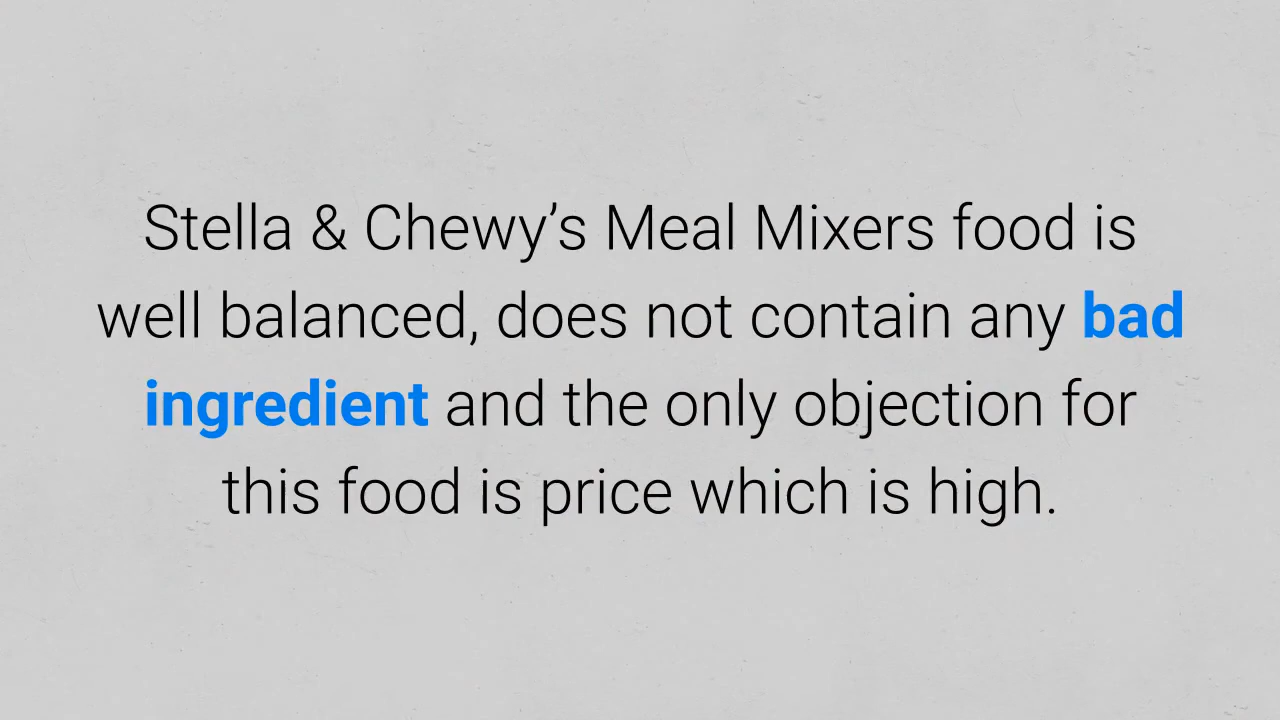 Stella & Chewy’s Meal Mixers food is
well balanced, does not contain any bad
ingredient and the only objection for
this food is price which is high.